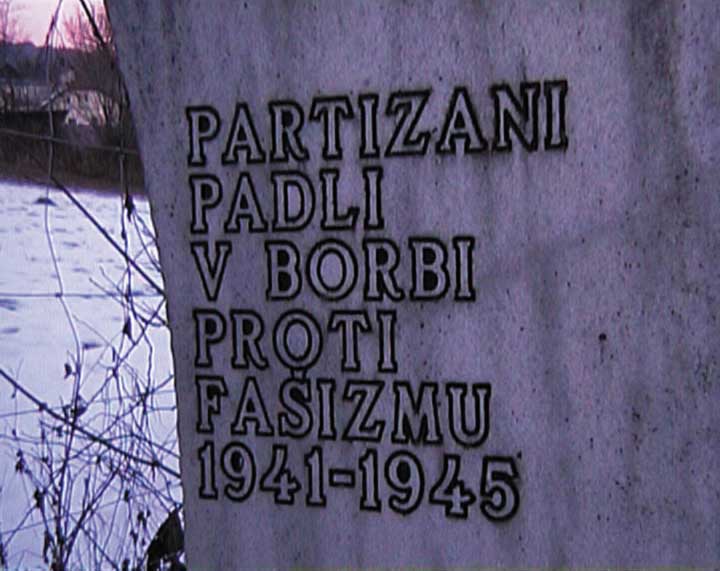 PARTIZANI
PADLI
V BORBI
PROTI
FAŠIZMU
1941-1945